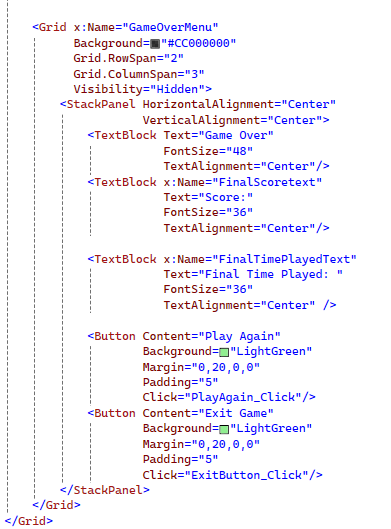 <Grid x:Name="GameOverMenu"
Background="#CC000000"
Grid.RowSpan="2"
Grid.ColumnSpan="3"
Visibility="Hidden">
<StackPanel HorizontalAlignment="Center"
VerticalAlignment="Center">
<TextBlock Text="Game Over"
FontSize="48"
TextAlignment="Center"/>
<TextBlock x:Name="FinalScoretext"
Text="Score:"
FontSize="36"
TextAlignment="Center"/>
<TextBlock x:Name="FinalTimePlayedText"
Text="Final Time Played: "
FontSize="36"
TextAlignment="Center" />
<Button Content="Play Again"
Background="LightGreen"
Margin="0,20,0,0"
Padding="5"
Click="PlayAgain_Click"/>
<Button Content="Exit Game"
Background="LightGreen"
Margin="0,20,0,0"
Padding="5"
Click="ExitButton_Click"/>
</StackPanel>
</Grid>
</Grid>